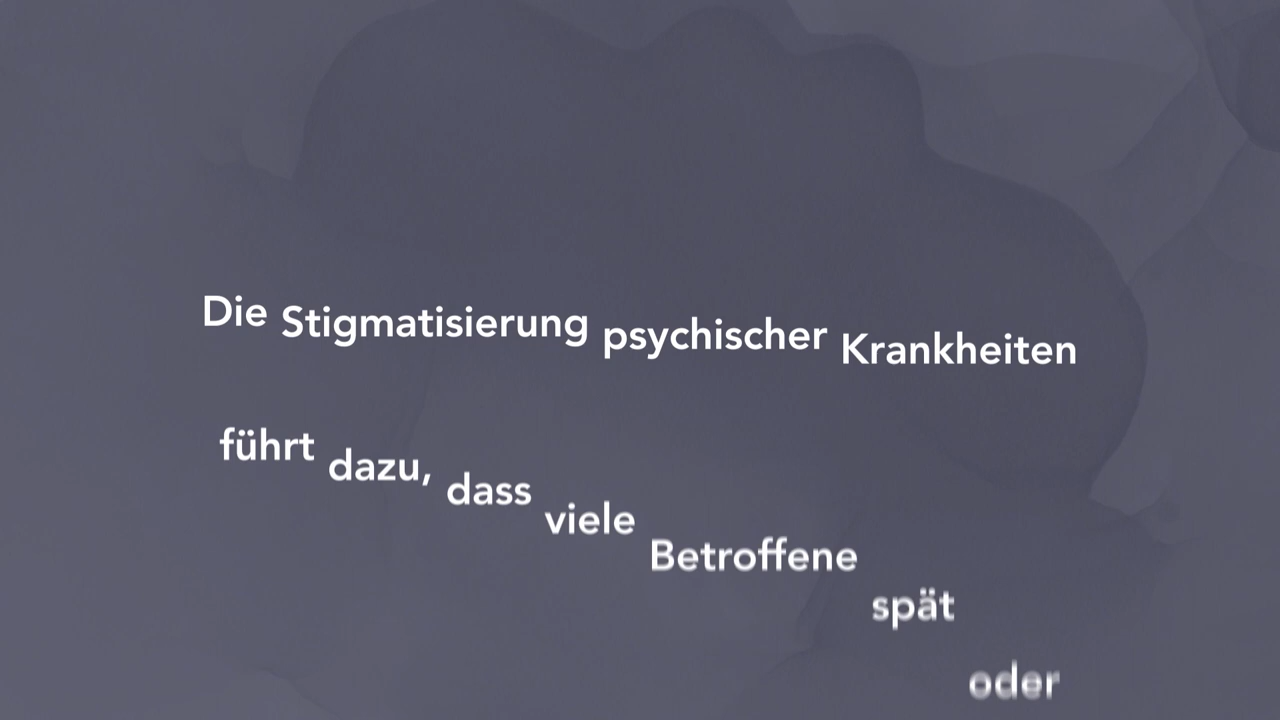 Die Stigmatisierung psychischer Krankheiten
führt dazu, dass viele Betroffene spät oder